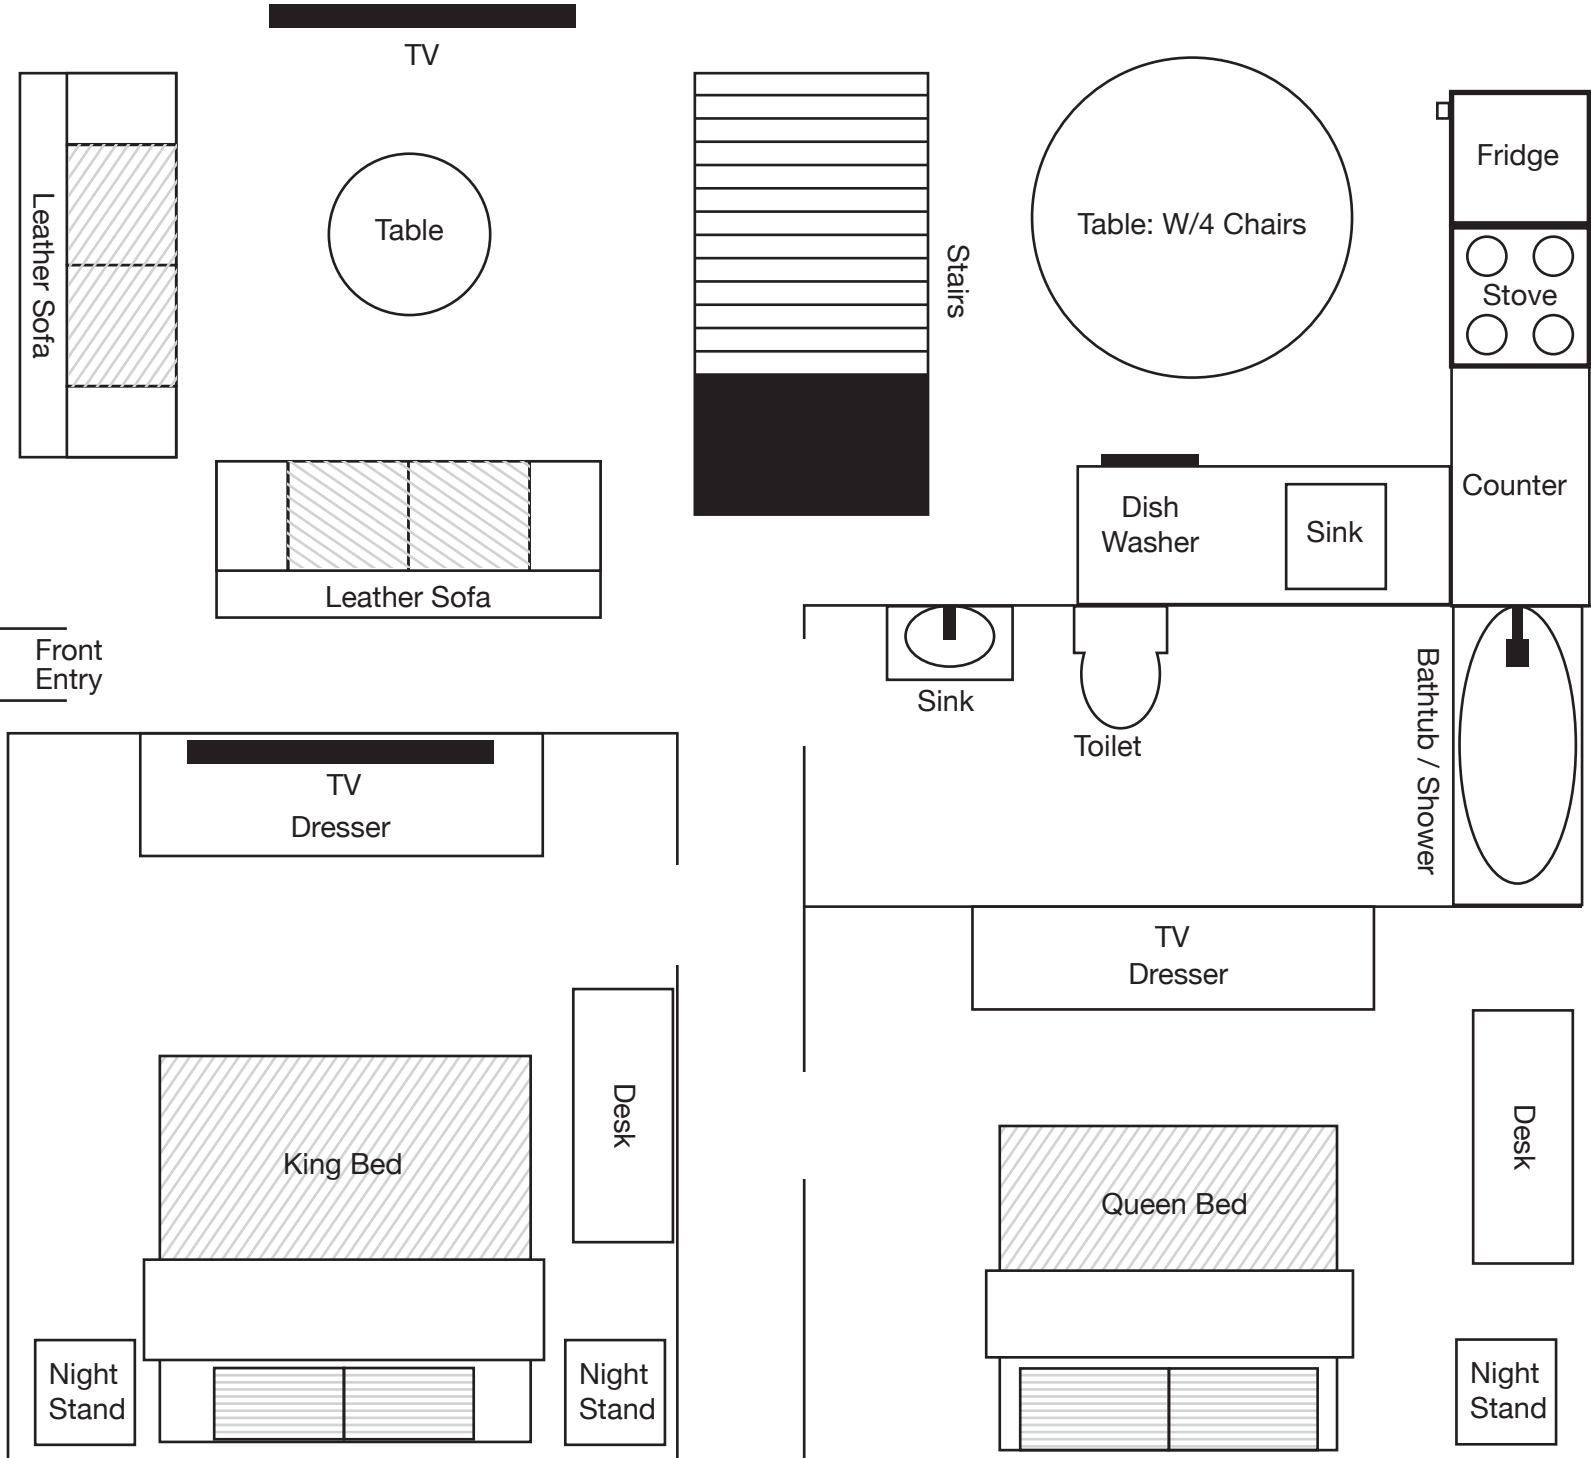 TV
Leather Sofa
Table
Stairs
Table: W/4 Chairs
Fridge
Stove
Counter
Dish
Washer
Sink
Leather Sofa
Front
Entry
Sink
Toilet
Bathtub / Shower
TV
Dresser
TV
Dresser
King Bed
Desk
Night
Stand
Night
Stand
Queen Bed
Desk
Night
Stand